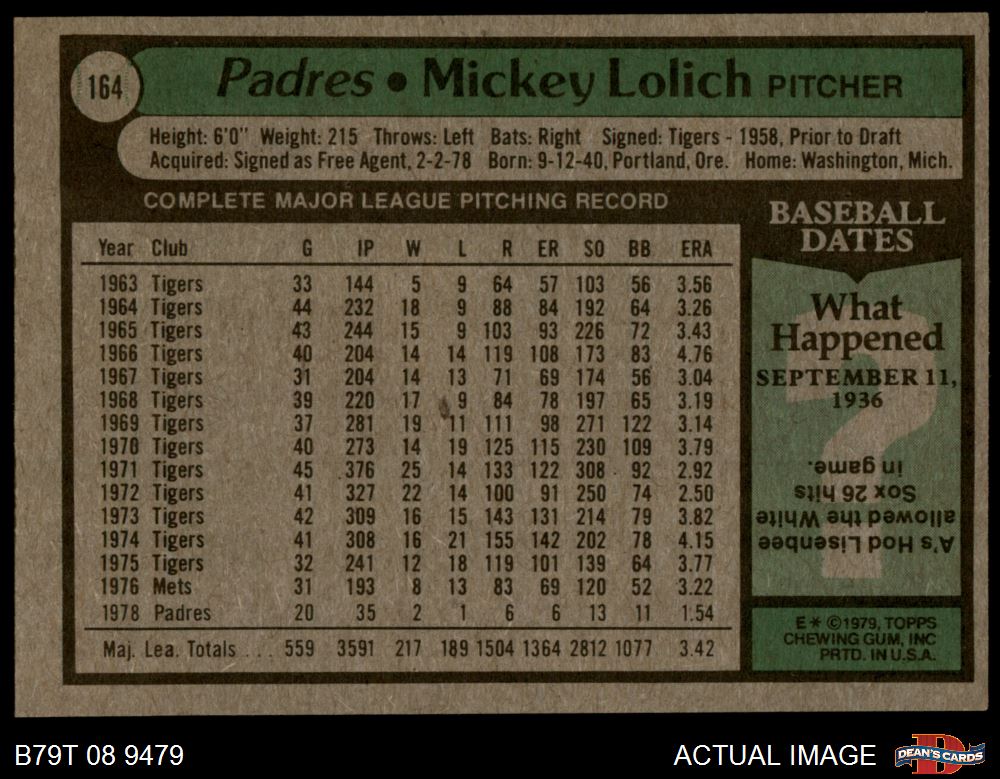 164
Padres • Mickey Lolich PITCHER
Height: 6'0" Weight: 215 Throws: Left Bats: Right Signed: Tigers - 1958, Prior to Draft
Acquired: Signed as Free Agent, 2-2-78 Born: 9-12-40, Portland, Ore. Home: Washington, Mich.
COMPLETE MAJOR LEAGUE PITCHING RECORD
Year Club G IP W L R ER SO BB ERA
1963 Tigers 33 144 5 9 64 57 103 56 3.56
1964 Tigers 44 232 18 9 88 84 192 64 3.26
1965 Tigers 43 244 15 9 103 93 226 72 3.43
1966 Tigers 40 204 14 14 119 108 173 83 4.76
1967 Tigers 31 204 14 13 71 69 174 56 3.04
1968 Tigers 39 220 17 9 84 78 197 65 3.19
1969 Tigers 37 281 19 11 111 98 271 122 3.14
1970 Tigers 40 273 14 19 125 115 230 109 3.79
1971 Tigers 45 376 25 14 133 122 308 92 2.92
1972 Tigers 41 327 22 14 100 91 250 74 2.50
1973 Tigers 42 309 16 15 143 131 214 79 3.82
1974 Tigers 41 308 16 21 155 142 202 78 4.15
1975 Tigers 32 241 12 18 119 101 139 64 3.77
1976 Mets 31 193 8 13 83 69 120 52 3.22
1978 Padres 20 35 2 1 6 6 13 11 1.54
Maj. Lea. Totals . . . 559 3591 217 189 1504 1364 2812 1077 3.42
BASEBALL
DATES
What
Happened
SEPTEMBER 11,
1936
?
A's Hod Lisenbee
allowed the White
Sox 26 hits
in game.
E * ©1979, TOPPS
CHEWING GUM, INC
PRTD. IN U.S.A.
B79T 08 9479
ACTUAL IMAGE
D
DEAN'S CARDS